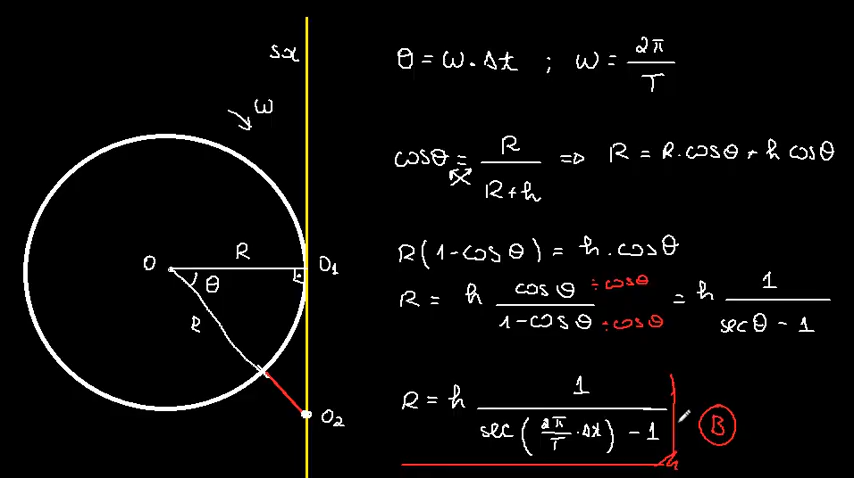 Sx
ω
R
O
O₁
θ
R
O₂
θ = ω · Δt ; ω = 2π / T
cosθ = R / (R + h) ⇒ R = R·cosθ + h cosθ
R(1 - cosθ) = h · cosθ
R = h (cosθ ÷cosθ) / (1 - cosθ ÷cosθ) = h 1 / (secθ - 1)
R = h 1 / (sec(2π/T · Δt) - 1)
B